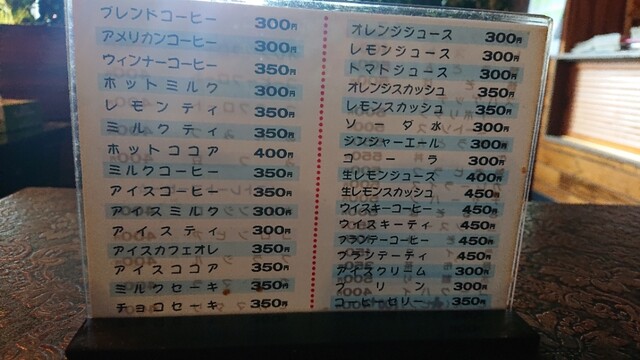 ブレンドコーヒー 300円
アメリカンコーヒー 300円
ウィンナーコーヒー 350円
ホットミルク 300円
レモンティ 350円
ミルクティ 350円
ホットココア 400円
ミルクコーヒー 350円
アイスコーヒー 350円
アイスミルク 300円
アイスティ 300円
アイスカフェオレ 350円
アイスココア 350円
ミルクセーキ 350円
チョコセーキ 350円
オレンジジュース 300円
レモンジュース 300円
トマトジュース 300円
オレンジスカッシュ 350円
レモンスカッシュ 350円
ソーダ水 300円
ジンジャーエール 300円
コーラ 300円
生レモンジュース 400円
生レモンスカッシュ 450円
ウイスキーコーヒー 450円
ウィスキーティ 450円
ブランデーコーヒー 450円
ブランデーティ 450円
アイスクリーム 300円
プリン 300円
コーヒーゼリー 350円